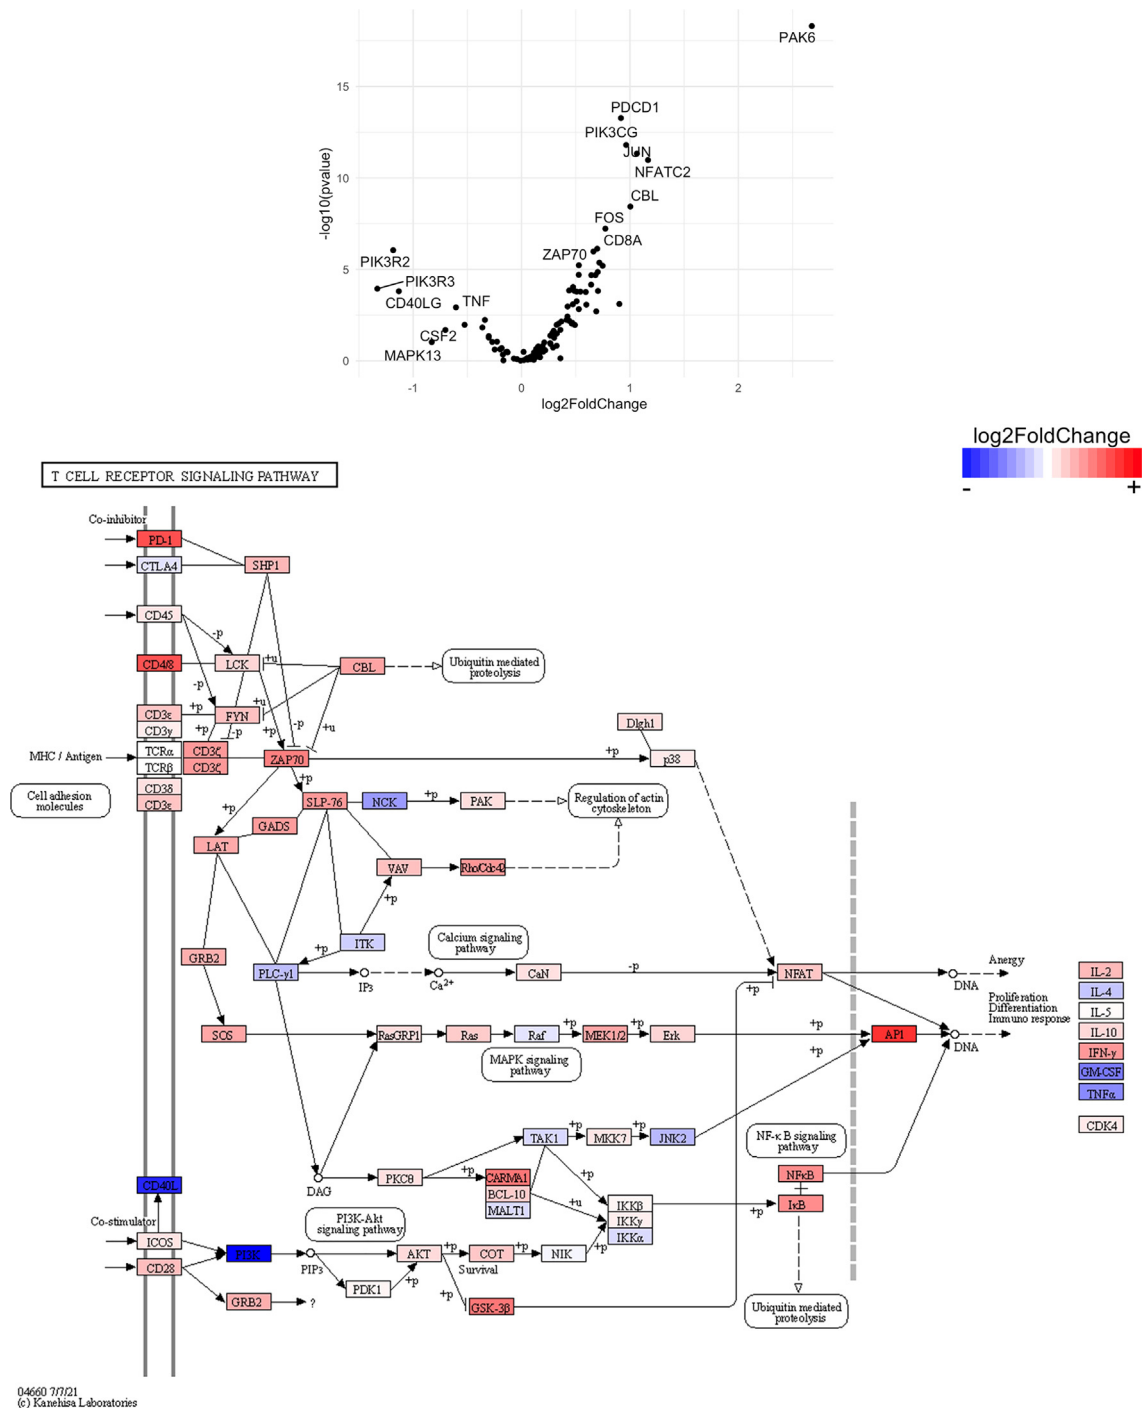 PAK6
15
PDCD1
PIK3CG
JUN
NFATC2
10
CBL
FOS
CD8A
ZAP70
-log10(pvalue)
PIK3R2
5
PIK3R3
CD40LG
TNF
CSF2
MAPK13
0
-1 0 1 2
log2FoldChange
log2FoldChange
- +
T CELL RECEPTOR SIGNALING PATHWAY
Co-inhibitor
PD-1
CTLA4 SHP1
CD45
-p
CD4/8 LCK +u CBL Ubiquitin mediated
proteolysis
-p
CD3ε +p FYN +u
CD3γ +p -p +p -p +u Dlgh1
MHC / Antigen TCRα CD3ζ ZAP70 +p p38
TCRβ CD3ζ
Cell adhesion
molecules
CD3δ
CD3ε
+p
+p SLP-76 NCK +p PAK Regulation of actin
cytoskeleton
GADS
LAT
VAV Rho/Cdc42
+p
ITK
GRB2 +p Calcium signaling
pathway
PLC-γ1 IP3 Ca2+ CaN -p NFAT DNA Anergy
+p
Proliferation
Differentiation
Immuno response
SOS RasGRP1 Ras Raf +p MEK1/2 +p Erk +p AP1 DNA
MAPK signaling
pathway
+p
IL-2
IL-4
IL-5
IL-10
IFN-γ
GM-CSF
TNFα
CDK4
+p
TAK1 +p MKK7 +p JNK2 NF-κB signaling
pathway
DAG PKCθ +p CARMA1 +p NFκB
BCL-10 +u IKKβ +p IκB
MALT1 IKKγ
IKKα
CD40L
Co-stimulator
PI3K-Akt
signaling pathway
ICOS PI3K PIP3 AKT +p COT +p NIK +p
CD28 Survival
PDK1 +p +p
GRB2 ? GSK-3β Ubiquitin mediated
proteolysis
04660 7/7/21
(c) Kanehisa Laboratories